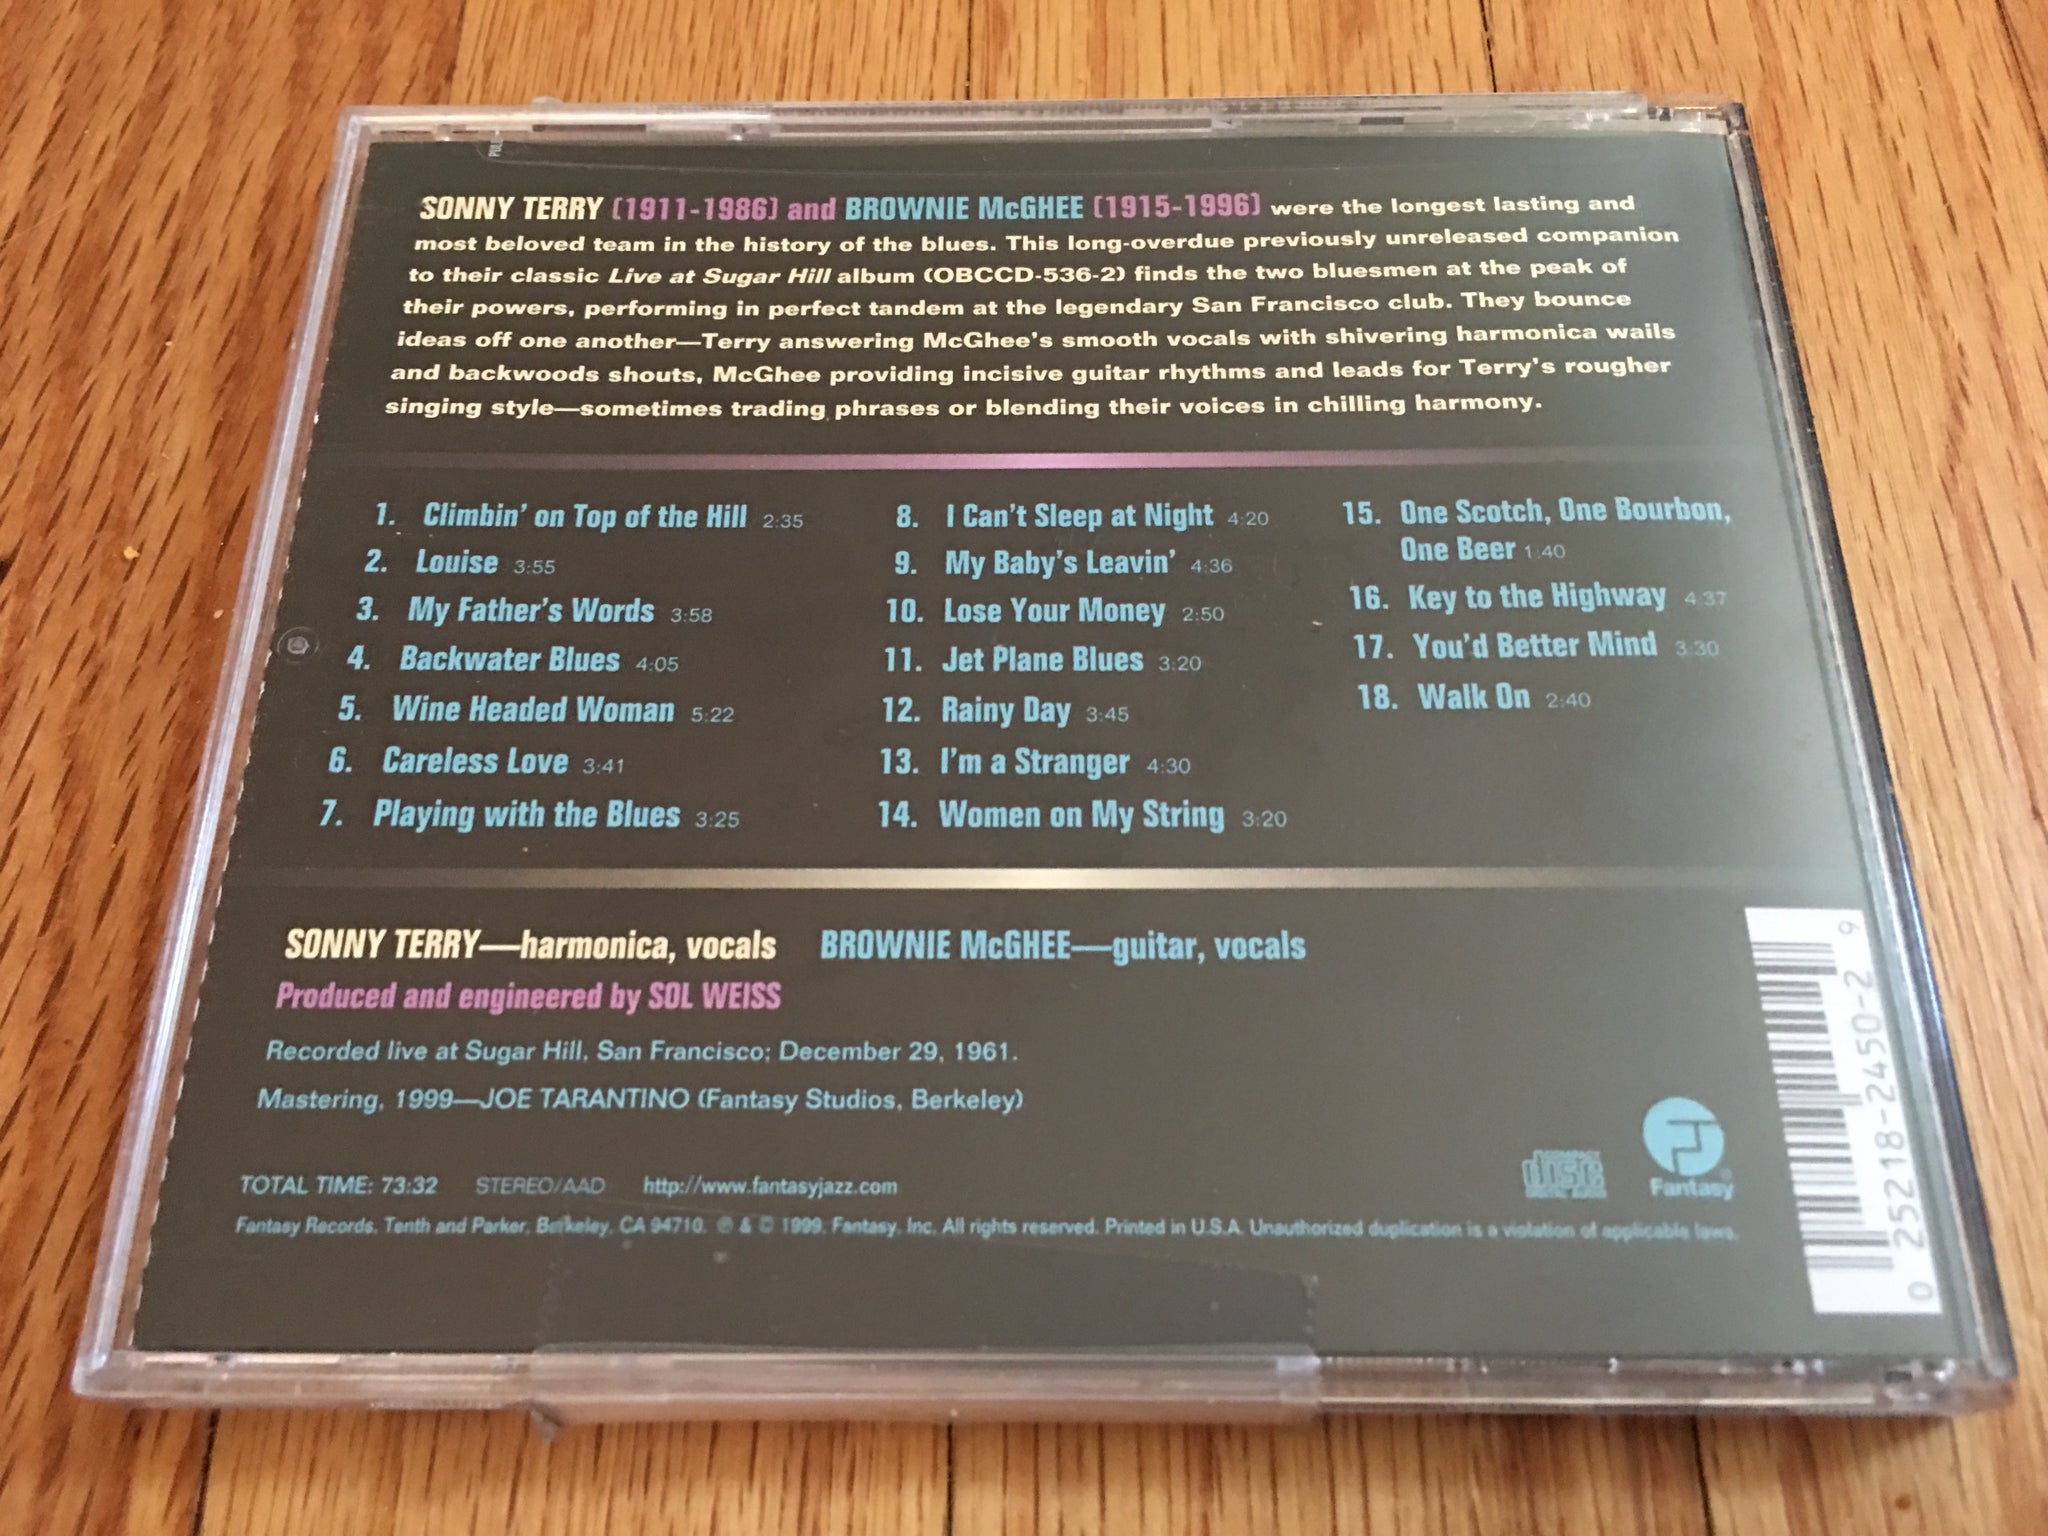 PUL
SONNY TERRY (1911-1986) and BROWNIE McGHEE (1915-1996) were the longest lasting and
most beloved team in the history of the blues. This long-overdue previously unreleased companion
to their classic Live at Sugar Hill album (OBCCD-536-2) finds the two bluesmen at the peak of
their powers, performing in perfect tandem at the legendary San Francisco club. They bounce
ideas off one another—Terry answering McGhee's smooth vocals with shivering harmonica wails
and backwoods shouts, McGhee providing incisive guitar rhythms and leads for Terry's rougher
singing style—sometimes trading phrases or blending their voices in chilling harmony.
1. Climbin' on Top of the Hill 2:35
2. Louise 3:55
3. My Father's Words 3:58
4. Backwater Blues 4:05
5. Wine Headed Woman 5:22
6. Careless Love 3:41
7. Playing with the Blues 3:25
8. I Can't Sleep at Night 4:20
9. My Baby's Leavin' 4:36
10. Lose Your Money 2:50
11. Jet Plane Blues 3:20
12. Rainy Day 3:45
13. I'm a Stranger 4:30
14. Women on My String 3:20
15. One Scotch, One Bourbon,
One Beer 1:40
16. Key to the Highway 4:37
17. You'd Better Mind 3:30
18. Walk On 2:40
SONNY TERRY—harmonica, vocals BROWNIE McGHEE—guitar, vocals
Produced and engineered by SOL WEISS
Recorded live at Sugar Hill, San Francisco; December 29, 1961.
Mastering, 1999—JOE TARANTINO (Fantasy Studios, Berkeley)
TOTAL TIME: 73:32 STEREO/AAD http://www.fantasyjazz.com
COMPACT
disc
DIGITAL AUDIO
Fantasy
Fantasy Records, Tenth and Parker, Berkeley, CA 94710. ℗ & © 1999, Fantasy, Inc. All rights reserved. Printed in U.S.A. Unauthorized duplication is a violation of applicable laws.
0 25218-2450-2 9